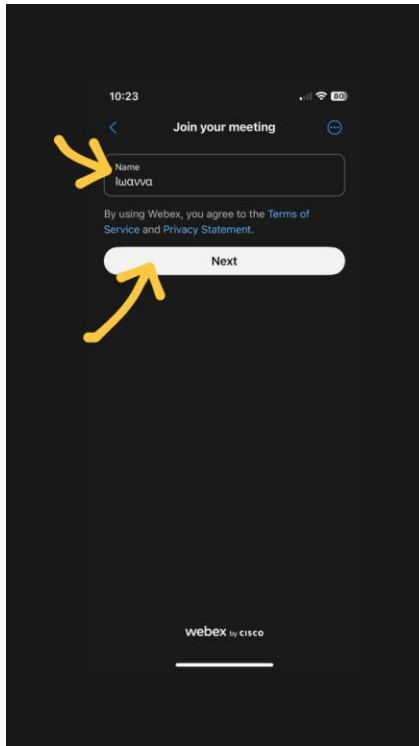 10:23
80
Join your meeting
Name
Ιωαννα
By using Webex, you agree to the Terms of
Service and Privacy Statement.
Next
webex by CISCO